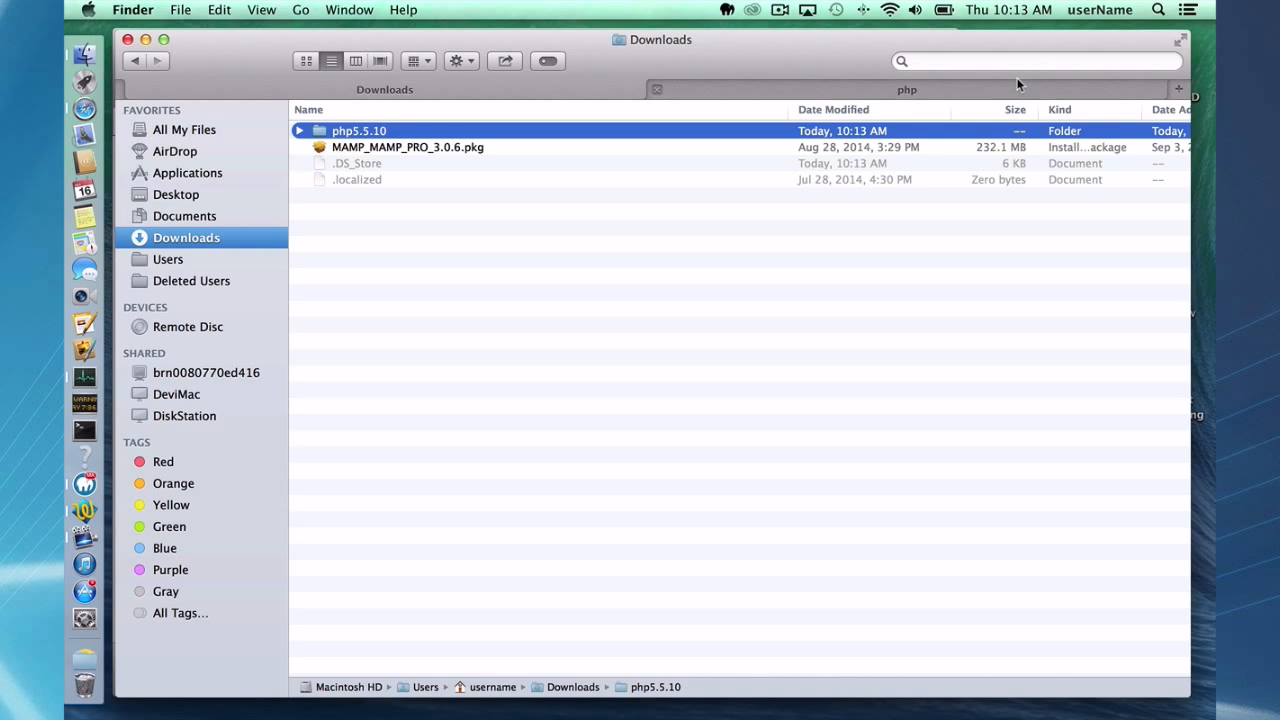 Finder File Edit View Go Window Help Thu 10:13 AM userName
Downloads
Downloads php
FAVORITES Name Date Modified Size Kind Date Ad
All My Files php5.5.10 Today, 10:13 AM -- Folder Today,
MAMP_MAMP_PRO_3.0.6.pkg Aug 28, 2014, 3:29 PM 232.1 MB Install...ackage Sep 3, 2
AirDrop .DS_Store Today, 10:13 AM 6 KB Document --
Applications .localized Jul 28, 2014, 4:30 PM Zero bytes Document --
Desktop
Documents
Downloads
Users
Deleted Users
DEVICES
Remote Disc
SHARED
brn0080770ed416
DeviMac
DiskStation
TAGS
Red
Orange
Yellow
Green
Blue
Purple
Gray
All Tags...
Macintosh HD Users username Downloads php5.5.10
D
ng
16